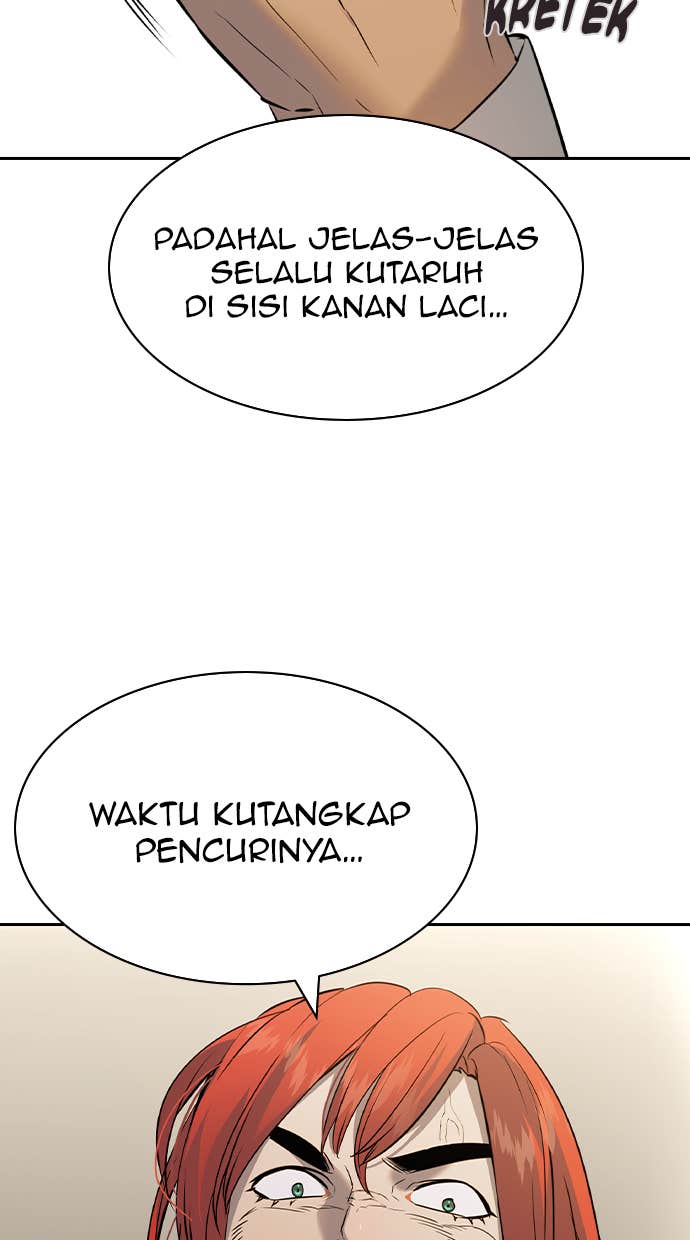 KRETEK
PADAHAL JELAS-JELAS
SELALU KUTARUH
DI SISI KANAN LACI...
WAKTU KUTANGKAP
PENCURINYA...